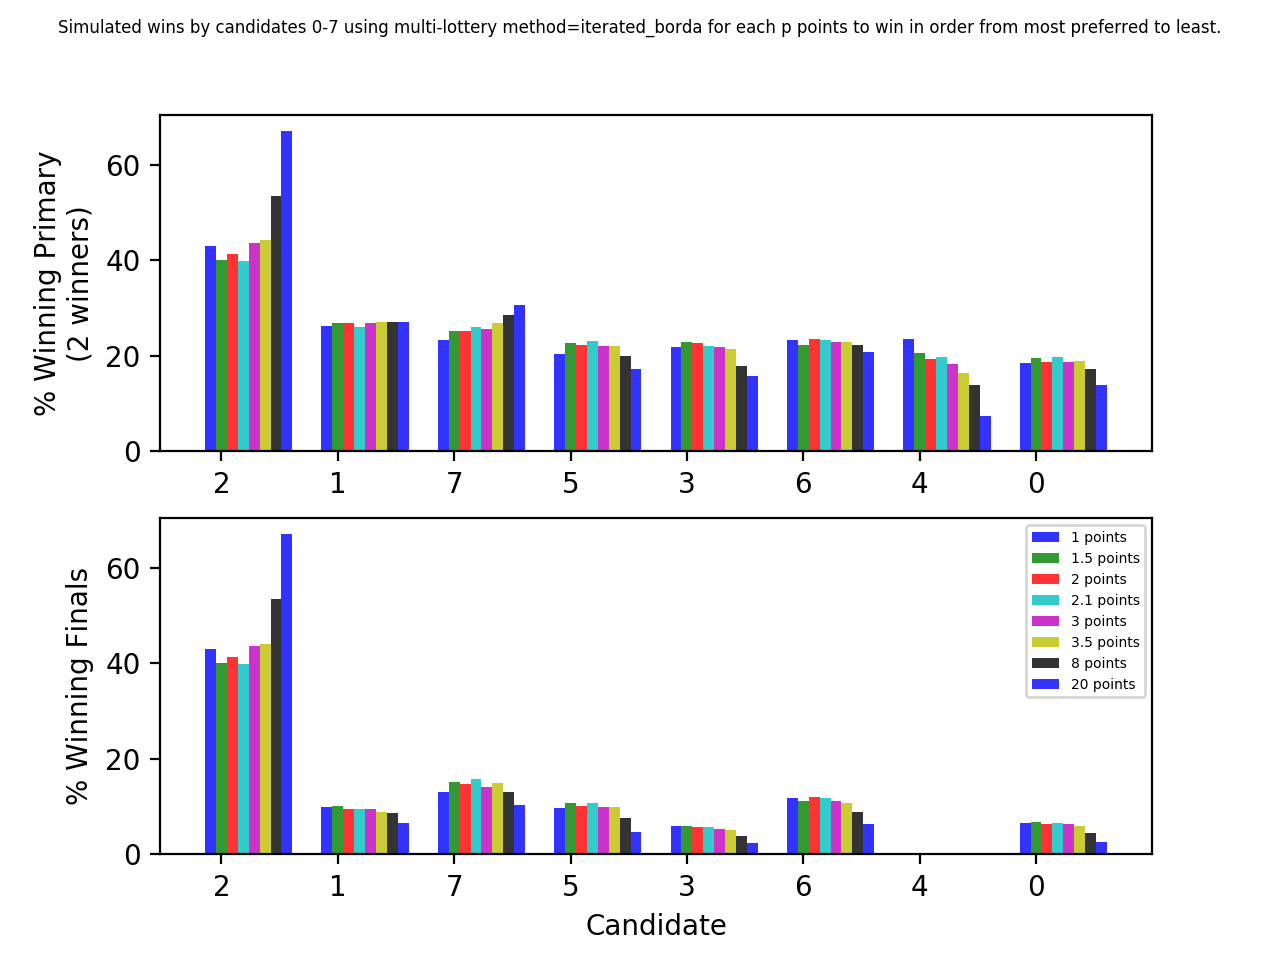 Simulated wins by candidates 0-7 using multi-lottery method=iterated_borda for each p points to win in order from most preferred to least.
% Winning Primary
(2 winners)
60
40
20
0
2 1 7 5 3 6 4 0
% Winning Finals
60
40
20
0
1 points
1.5 points
2 points
2.1 points
3 points
3.5 points
8 points
20 points
2 1 7 5 3 6 4 0
Candidate